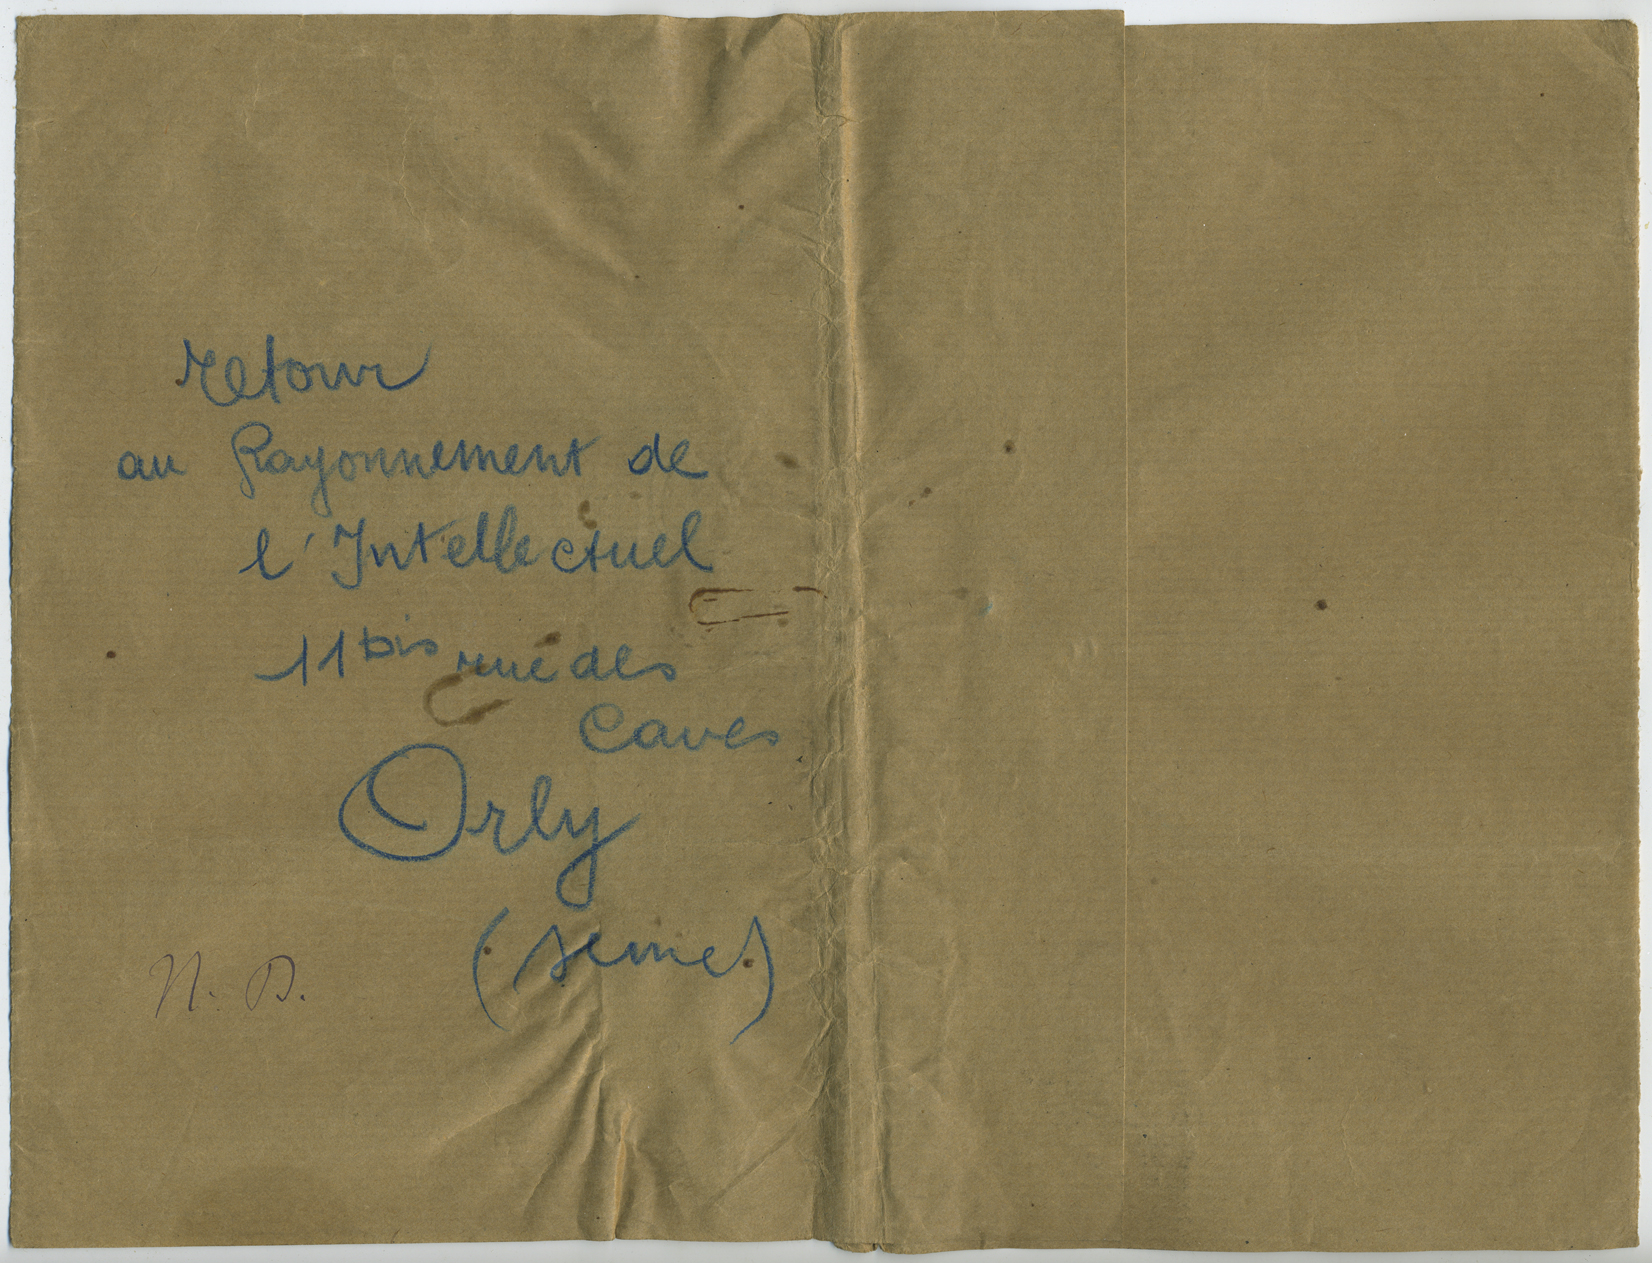 retour
au Rayonnement de
l'Intellectuel
11 bis rue des
Caves
Orly
(Seine)
N. D.